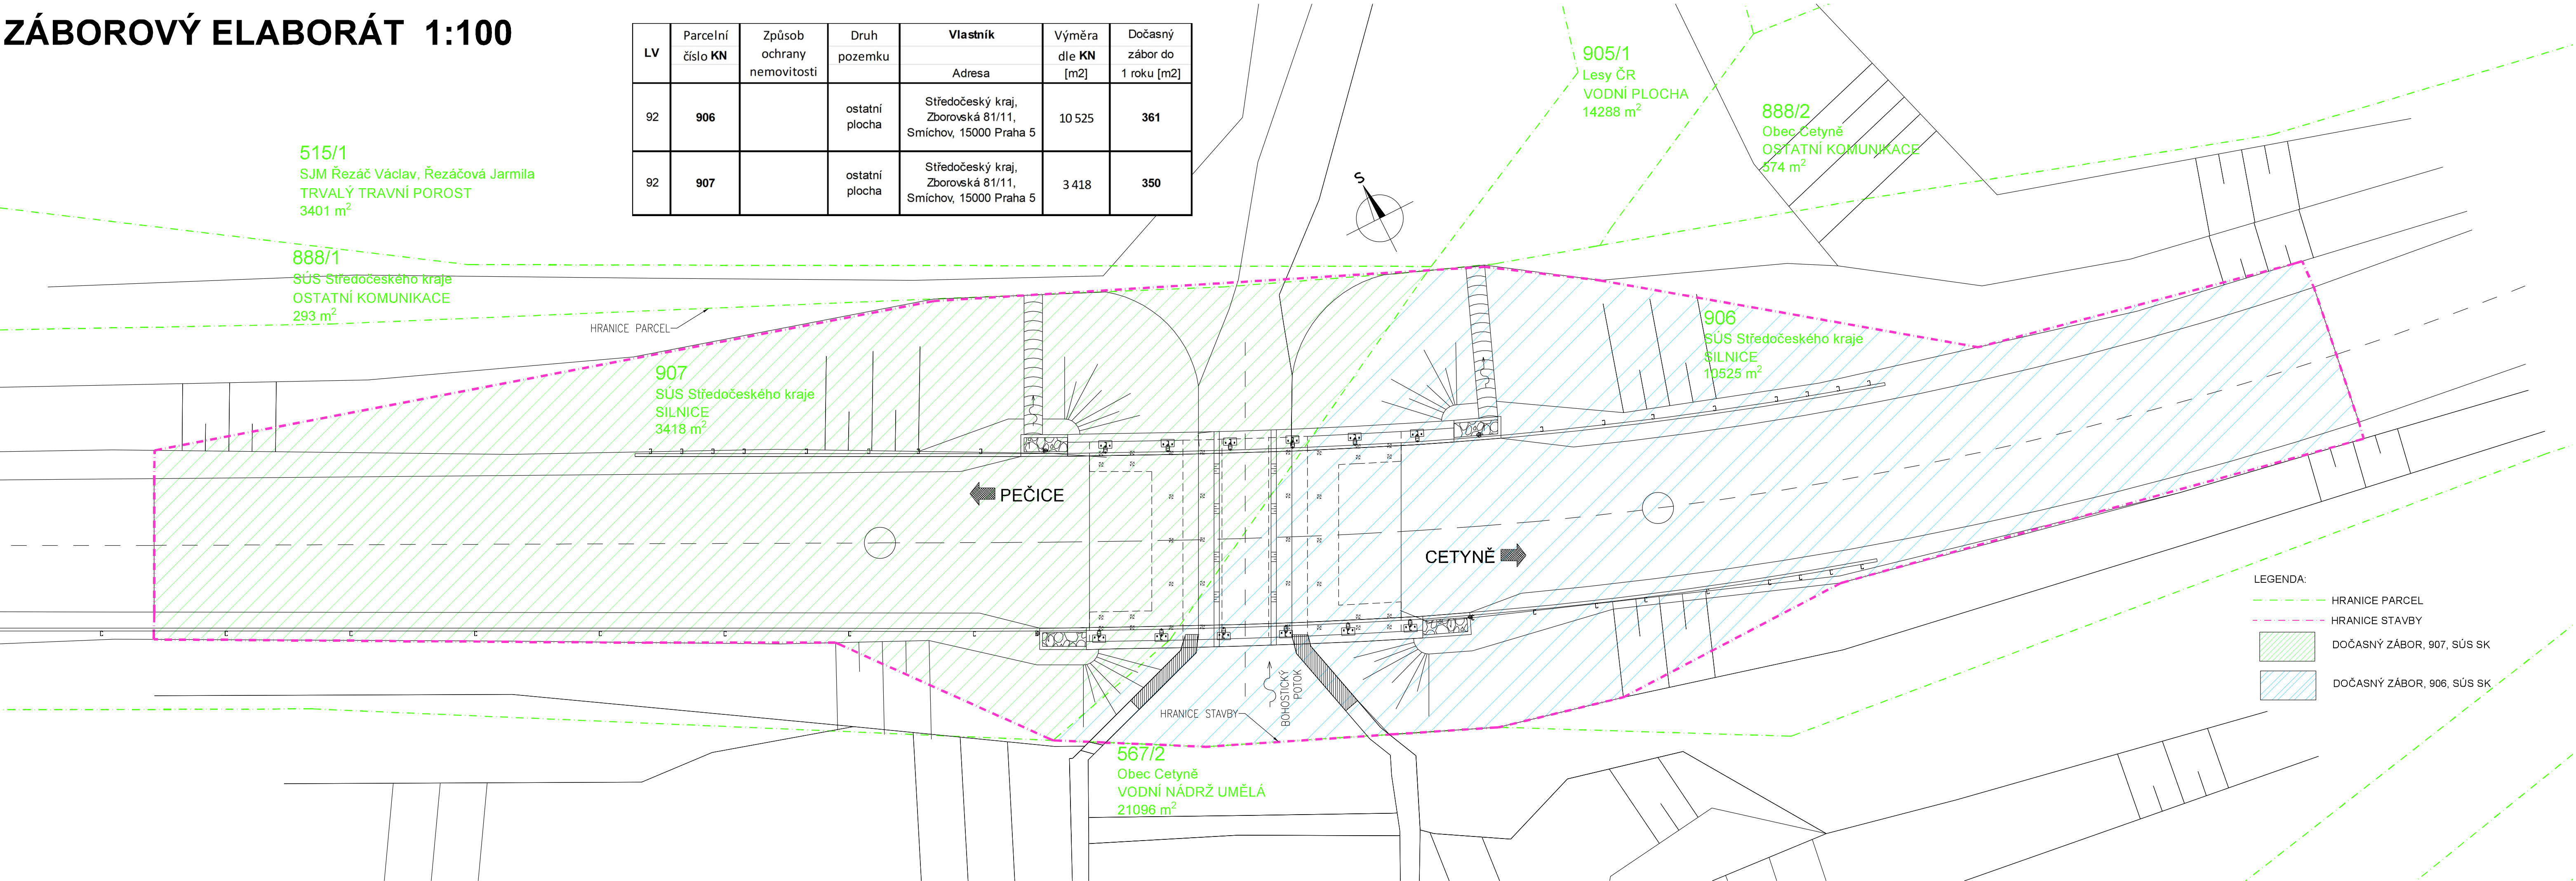 ZÁBOROVÝ ELABORÁT 1:100
LV
Parcelní
číslo KN
Způsob
ochrany
nemovitosti
Druh
pozemku
Vlastník
Adresa
Výměra
dle KN
[m2]
Dočasný
zábor do
1 roku [m2]
92
906
ostatní
plocha
Středočeský kraj,
Zborovská 81/11,
Smíchov, 15000 Praha 5
10 525
361
92
907
ostatní
plocha
Středočeský kraj,
Zborovská 81/11,
Smíchov, 15000 Praha 5
3 418
350
905/1
Lesy ČR
VODNÍ PLOCHA
14288 m²
888/2
Obec Cetyně
OSTATNÍ KOMUNIKACE
574 m²
515/1
SJM Řezáč Václav, Řezáčová Jarmila
TRVALÝ TRAVNÍ POROST
3401 m²
S
888/1
SÚS Středočeského kraje
OSTATNÍ KOMUNIKACE
293 m²
HRANICE PARCEL
906
SÚS Středočeského kraje
SILNICE
10525 m²
907
SÚS Středočeského kraje
SILNICE
3418 m²
PEČICE
CETYNĚ
HRANICE STAVBY
BOHOSTICKÝ
POTOK
567/2
Obec Cetyně
VODNÍ NÁDRŽ UMĚLÁ
21096 m²
LEGENDA:
HRANICE PARCEL
HRANICE STAVBY
DOČASNÝ ZÁBOR, 907, SÚS SK
DOČASNÝ ZÁBOR, 906, SÚS SK